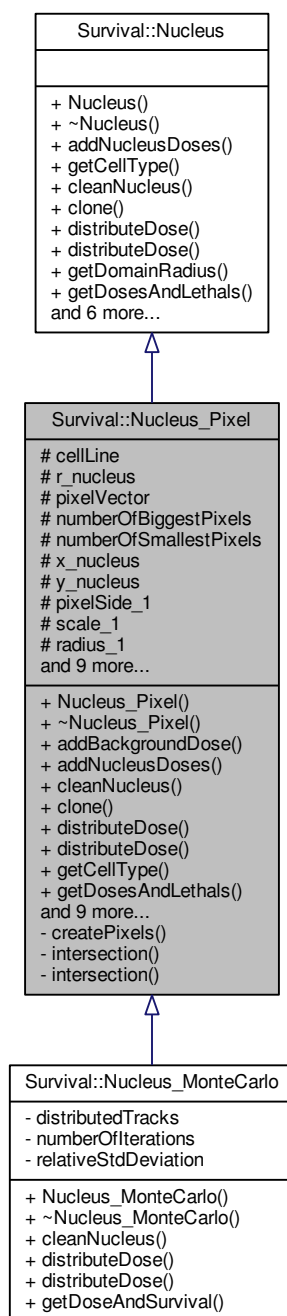 Survival::Nucleus
+ Nucleus()
+ ~Nucleus()
+ addNucleusDoses()
+ getCellType()
+ cleanNucleus()
+ clone()
+ distributeDose()
+ distributeDose()
+ getDomainRadius()
+ getDosesAndLethals()
and 6 more...
Survival::Nucleus_Pixel
# cellLine
# r_nucleus
# pixelVector
# numberOfBiggestPixels
# numberOfSmallestPixels
# x_nucleus
# y_nucleus
# pixelSide_1
# scale_1
# radius_1
and 9 more...
+ Nucleus_Pixel()
+ ~Nucleus_Pixel()
+ addBackgroundDose()
+ addNucleusDoses()
+ cleanNucleus()
+ clone()
+ distributeDose()
+ distributeDose()
+ getCellType()
+ getDosesAndLethals()
and 9 more...
- createPixels()
- intersection()
- intersection()
Survival::Nucleus_MonteCarlo
- distributedTracks
- numberOfIterations
- relativeStdDeviation
+ Nucleus_MonteCarlo()
+ ~Nucleus_MonteCarlo()
+ cleanNucleus()
+ distributeDose()
+ distributeDose()
+ getDoseAndSurvival()